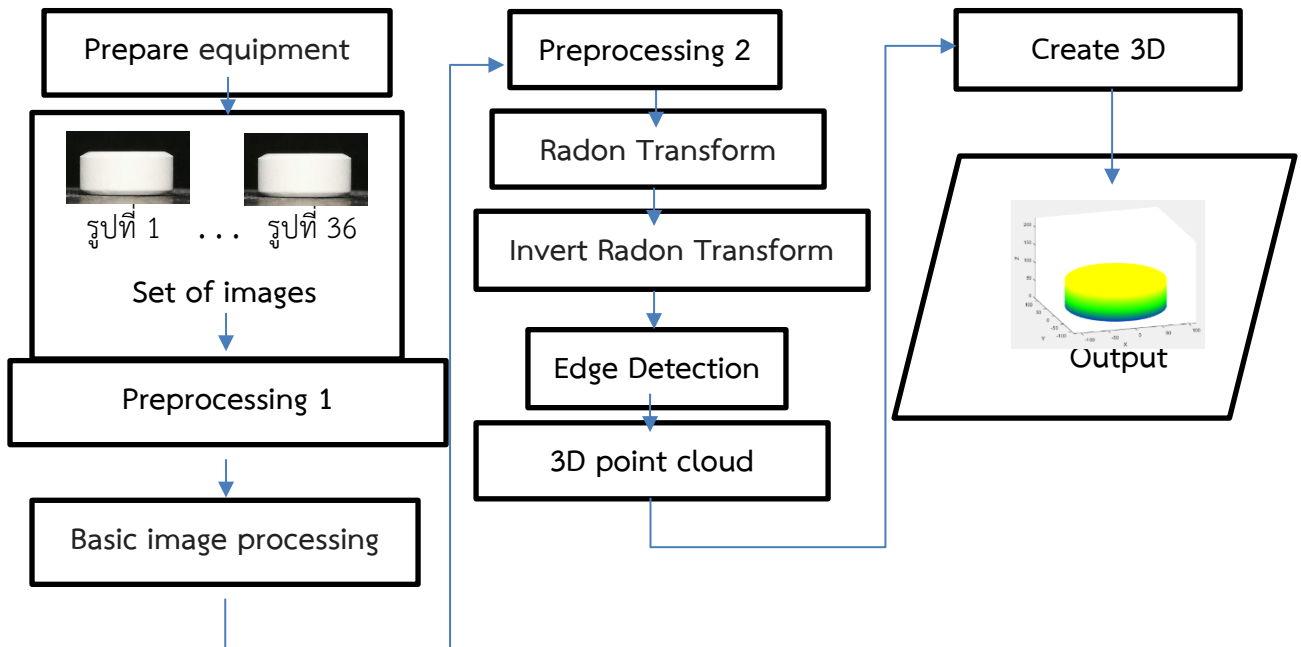 Prepare equipment
รูปที่ 1 ... รูปที่ 36
Set of images
Preprocessing 1
Basic image processing
Preprocessing 2
Radon Transform
Invert Radon Transform
Edge Detection
3D point cloud
Create 3D
Output